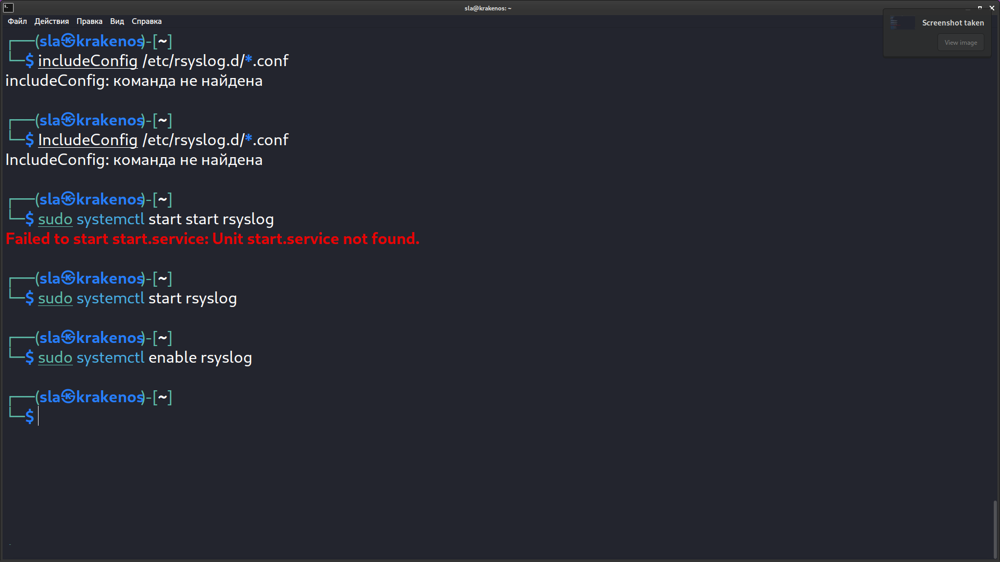 sla@krakenos: ~
Файл Действия Правка Вид Справка
Screenshot taken
View image
┌──(sla㉿krakenos)-[~]
└─$ includeConfig /etc/rsyslog.d/*.conf
includeConfig: команда не найдена
┌──(sla㉿krakenos)-[~]
└─$ IncludeConfig /etc/rsyslog.d/*.conf
IncludeConfig: команда не найдена
┌──(sla㉿krakenos)-[~]
└─$ sudo systemctl start start rsyslog
Failed to start start.service: Unit start.service not found.
┌──(sla㉿krakenos)-[~]
└─$ sudo systemctl start rsyslog
┌──(sla㉿krakenos)-[~]
└─$ sudo systemctl enable rsyslog
┌──(sla㉿krakenos)-[~]
└─$